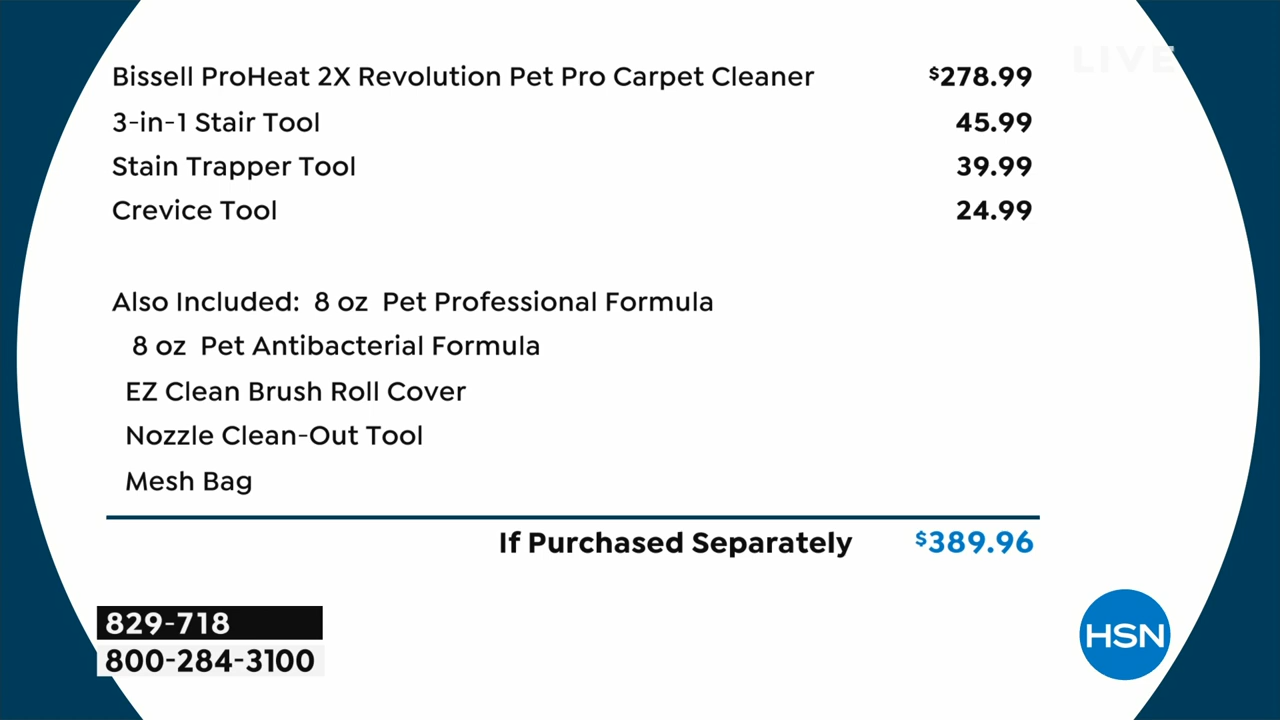 LIVE
Bissell ProHeat 2X Revolution Pet Pro Carpet Cleaner $278.99
3-in-1 Stair Tool 45.99
Stain Trapper Tool 39.99
Crevice Tool 24.99
Also Included: 8 oz Pet Professional Formula
8 oz Pet Antibacterial Formula
EZ Clean Brush Roll Cover
Nozzle Clean-Out Tool
Mesh Bag
If Purchased Separately $389.96
829-718
800-284-3100
HSN